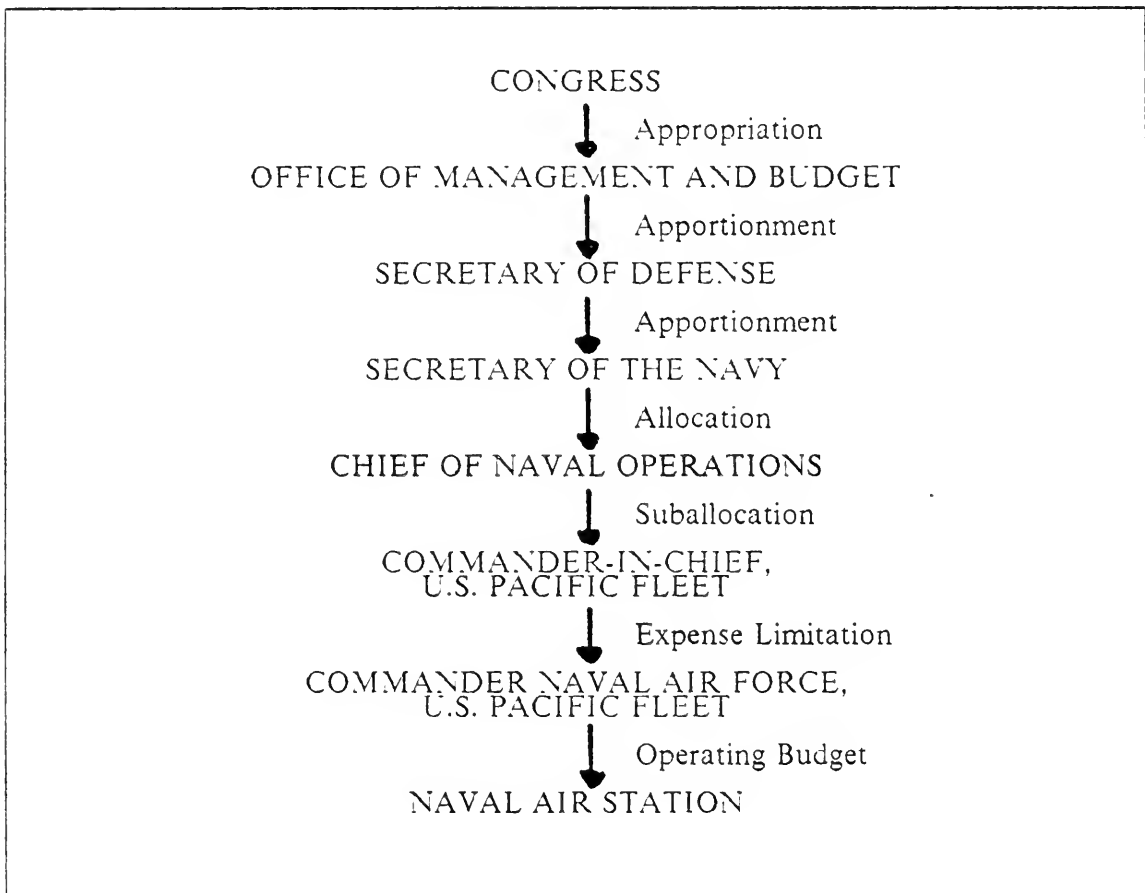 CONGRESS
Appropriation
OFFICE OF MANAGEMENT AND BUDGET
Apportionment
SECRETARY OF DEFENSE
Apportionment
SECRETARY OF THE NAVY
Allocation
CHIEF OF NAVAL OPERATIONS
Suballocation
COMMANDER-IN-CHIEF,
U.S. PACIFIC FLEET
Expense Limitation
COMMANDER NAVAL AIR FORCE,
U.S. PACIFIC FLEET
Operating Budget
NAVAL AIR STATION